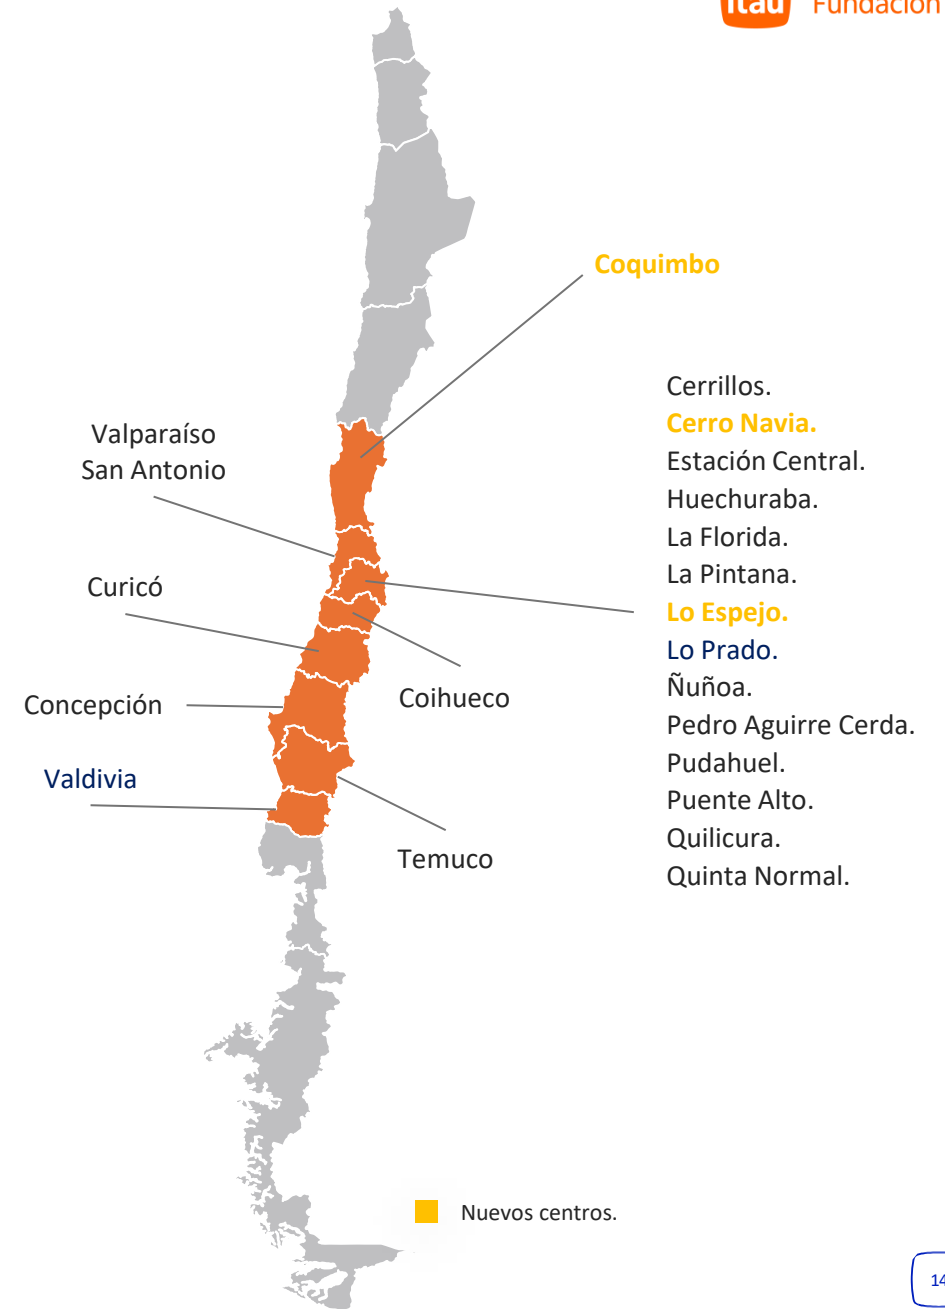 Itaú Fundación
Coquimbo
Valparaíso
San Antonio
Curicó
Concepción
Valdivia
Coihueco
Temuco
Cerrillos.
Cerro Navia.
Estación Central.
Huechuraba.
La Florida.
La Pintana.
Lo Espejo.
Lo Prado.
Ñuñoa.
Pedro Aguirre Cerda.
Pudahuel.
Puente Alto.
Quilicura.
Quinta Normal.
Nuevos centros.
14